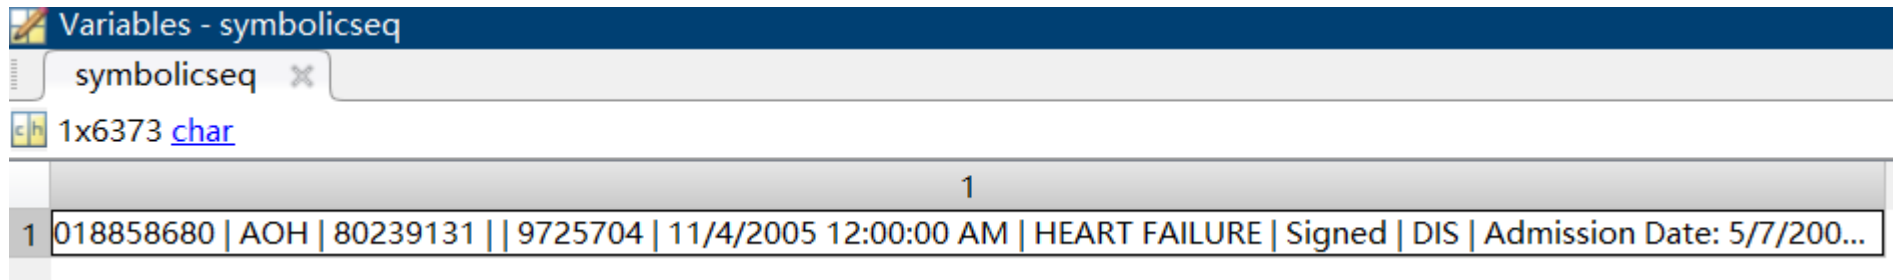 Variables - symbolicseq
symbolicseq
ch 1x6373 char
1
1 018858680 | AOH | 80239131 | | 9725704 | 11/4/2005 12:00:00 AM | HEART FAILURE | Signed | DIS | Admission Date: 5/7/200...